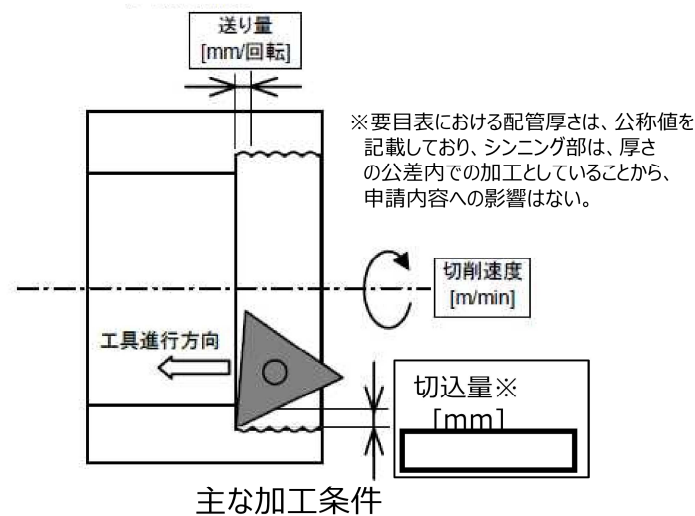 送り量
[mm/回転]
※要目表における配管厚さは、公称値を
記載しており、シンニング部は、厚さ
の公差内での加工としていることから、
申請内容への影響はない。
切削速度
[m/min]
工具進行方向
切込量※
[mm]
主な加工条件